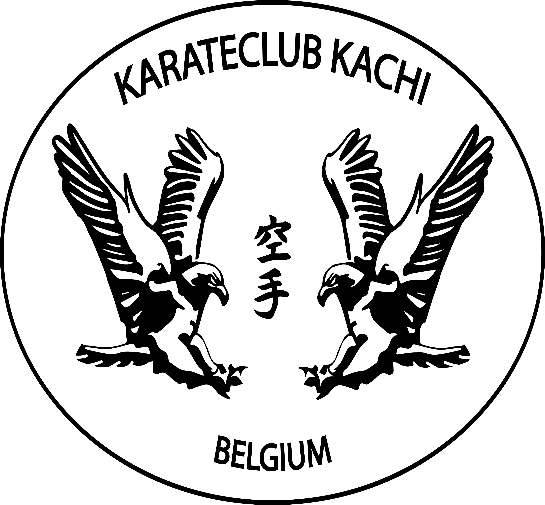 KARATECLUB KACHI
空手
BELGIUM